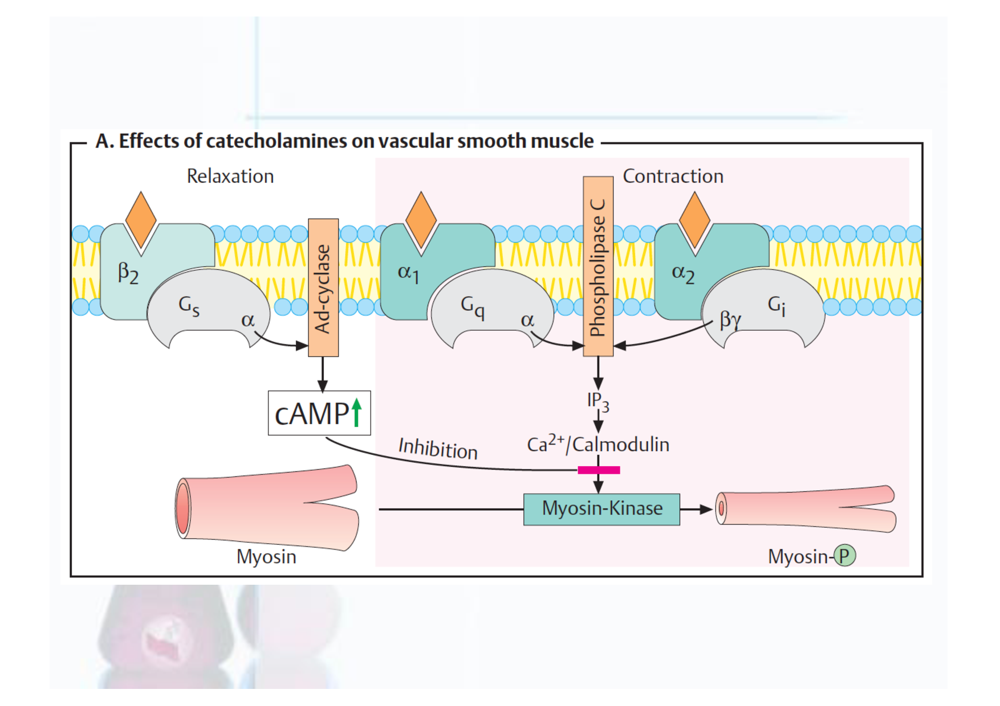 A. Effects of catecholamines on vascular smooth muscle
Relaxation
Contraction
β2
Gs
α
Ad-cyclase
α1
Gq
α
Phospholipase C
α2
Gi
βγ
cAMP↑
IP3
Inhibition
Ca²⁺/Calmodulin
Myosin-Kinase
Myosin
Myosin-P